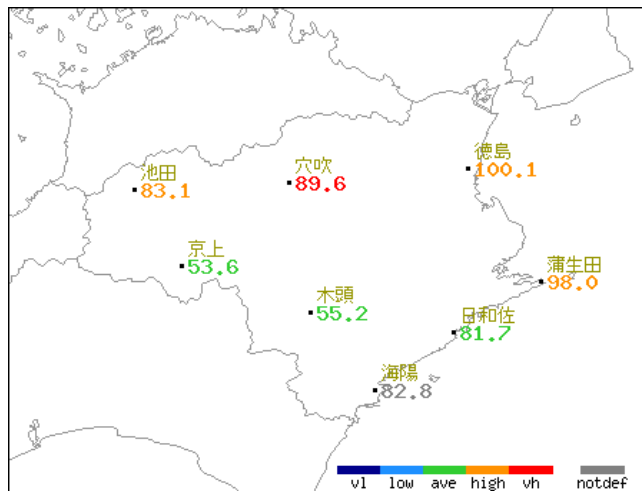 徳島
100.1
穴吹
89.6
池田
83.1
京上
53.6
蒲生田
98.0
木頭
55.2
日和佐
81.7
海陽
82.8
vl low ave high vh notdef